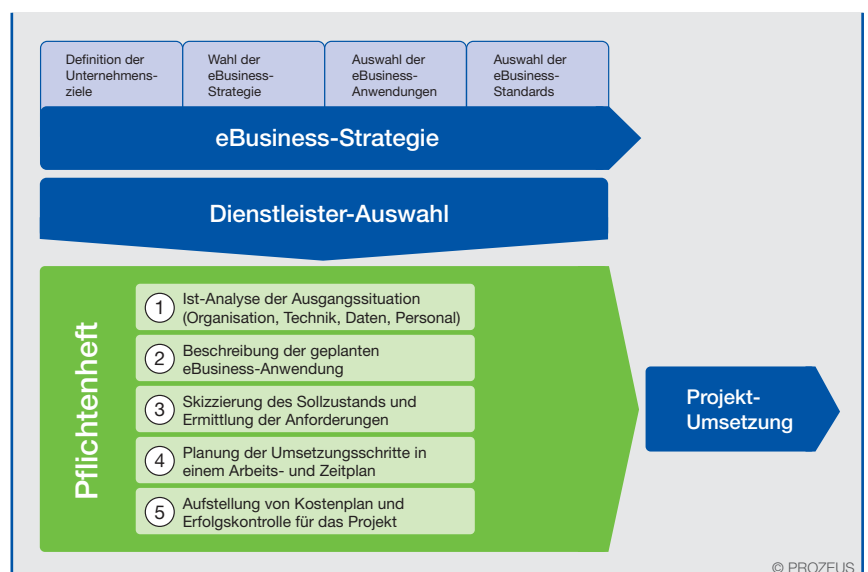 Definition der
Unternehmens-
ziele
Wahl der
eBusiness-
Strategie
Auswahl der
eBusiness-
Anwendungen
Auswahl der
eBusiness-
Standards
eBusiness-Strategie
Dienstleister-Auswahl
Pflichtenheft
1 Ist-Analyse der Ausgangssituation
(Organisation, Technik, Daten, Personal)
2 Beschreibung der geplanten
eBusiness-Anwendung
3 Skizzierung des Sollzustands und
Ermittlung der Anforderungen
4 Planung der Umsetzungsschritte in
einem Arbeits- und Zeitplan
5 Aufstellung von Kostenplan und
Erfolgskontrolle für das Projekt
Projekt-
Umsetzung
© PROZEUS